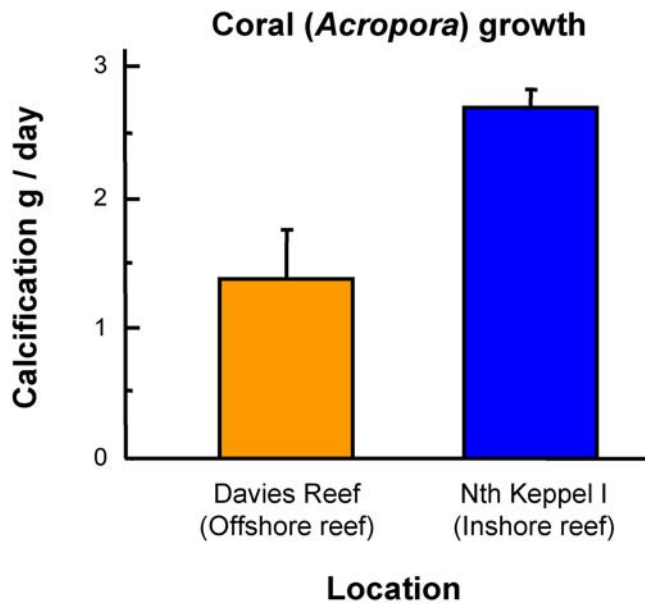 Coral (Acropora) growth
Calcification g / day
3
2
1
0
Davies Reef
(Offshore reef)
Nth Keppel I
(Inshore reef)
Location